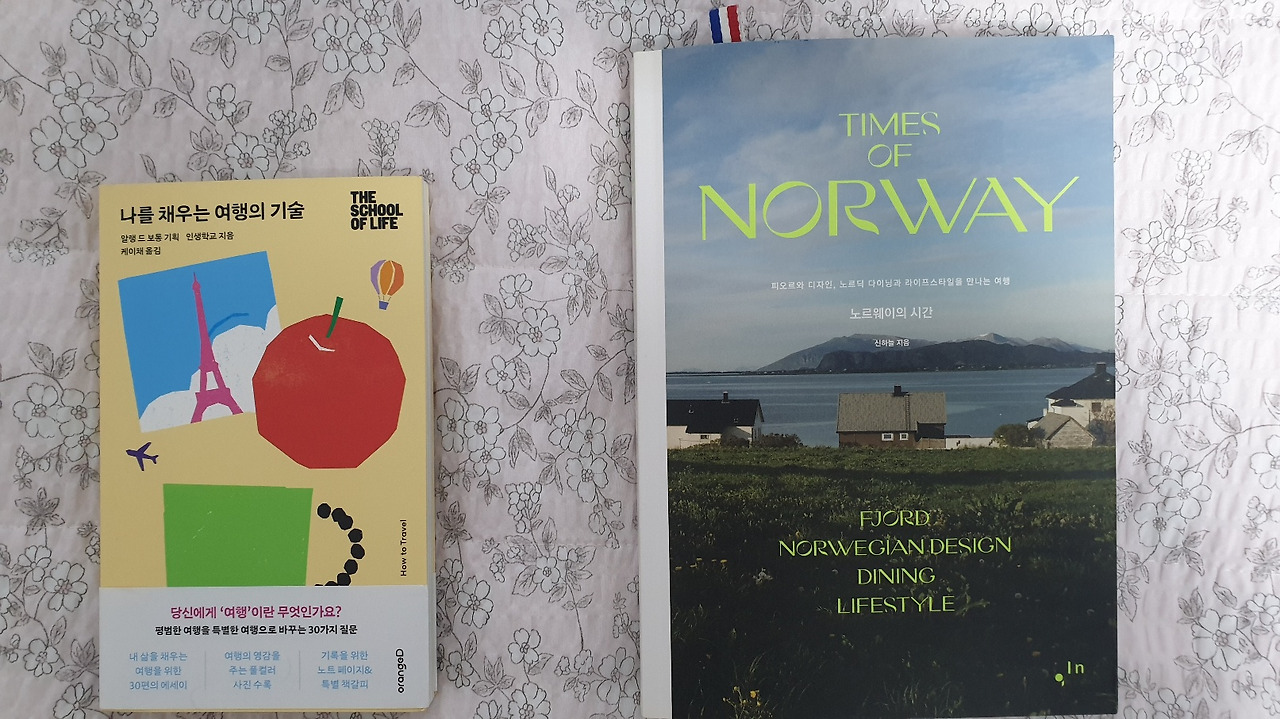 나를 채우는 여행의 기술
알랭 드 보통 기획 인생학교 지음
케이채 옮김
THE
SCHOOL
OF LIFE
How to Travel
당신에게 ‘여행’이란 무엇인가요?
평범한 여행을 특별한 여행으로 바꾸는 30가지 질문
내 삶을 채우는
여행을 위한
30편의 에세이
여행의 영감을
주는 풀컬러
사진 수록
기록을 위한
노트 페이지&
특별 책갈피
orangeD
TIMES
OF
NORWAY
피오르와 디자인, 노르딕 다이닝과 라이프스타일을 만나는 여행
노르웨이의 시간
신하늘 지음
FJORD
NORWEGIAN DESIGN
DINING
LIFESTYLE
In